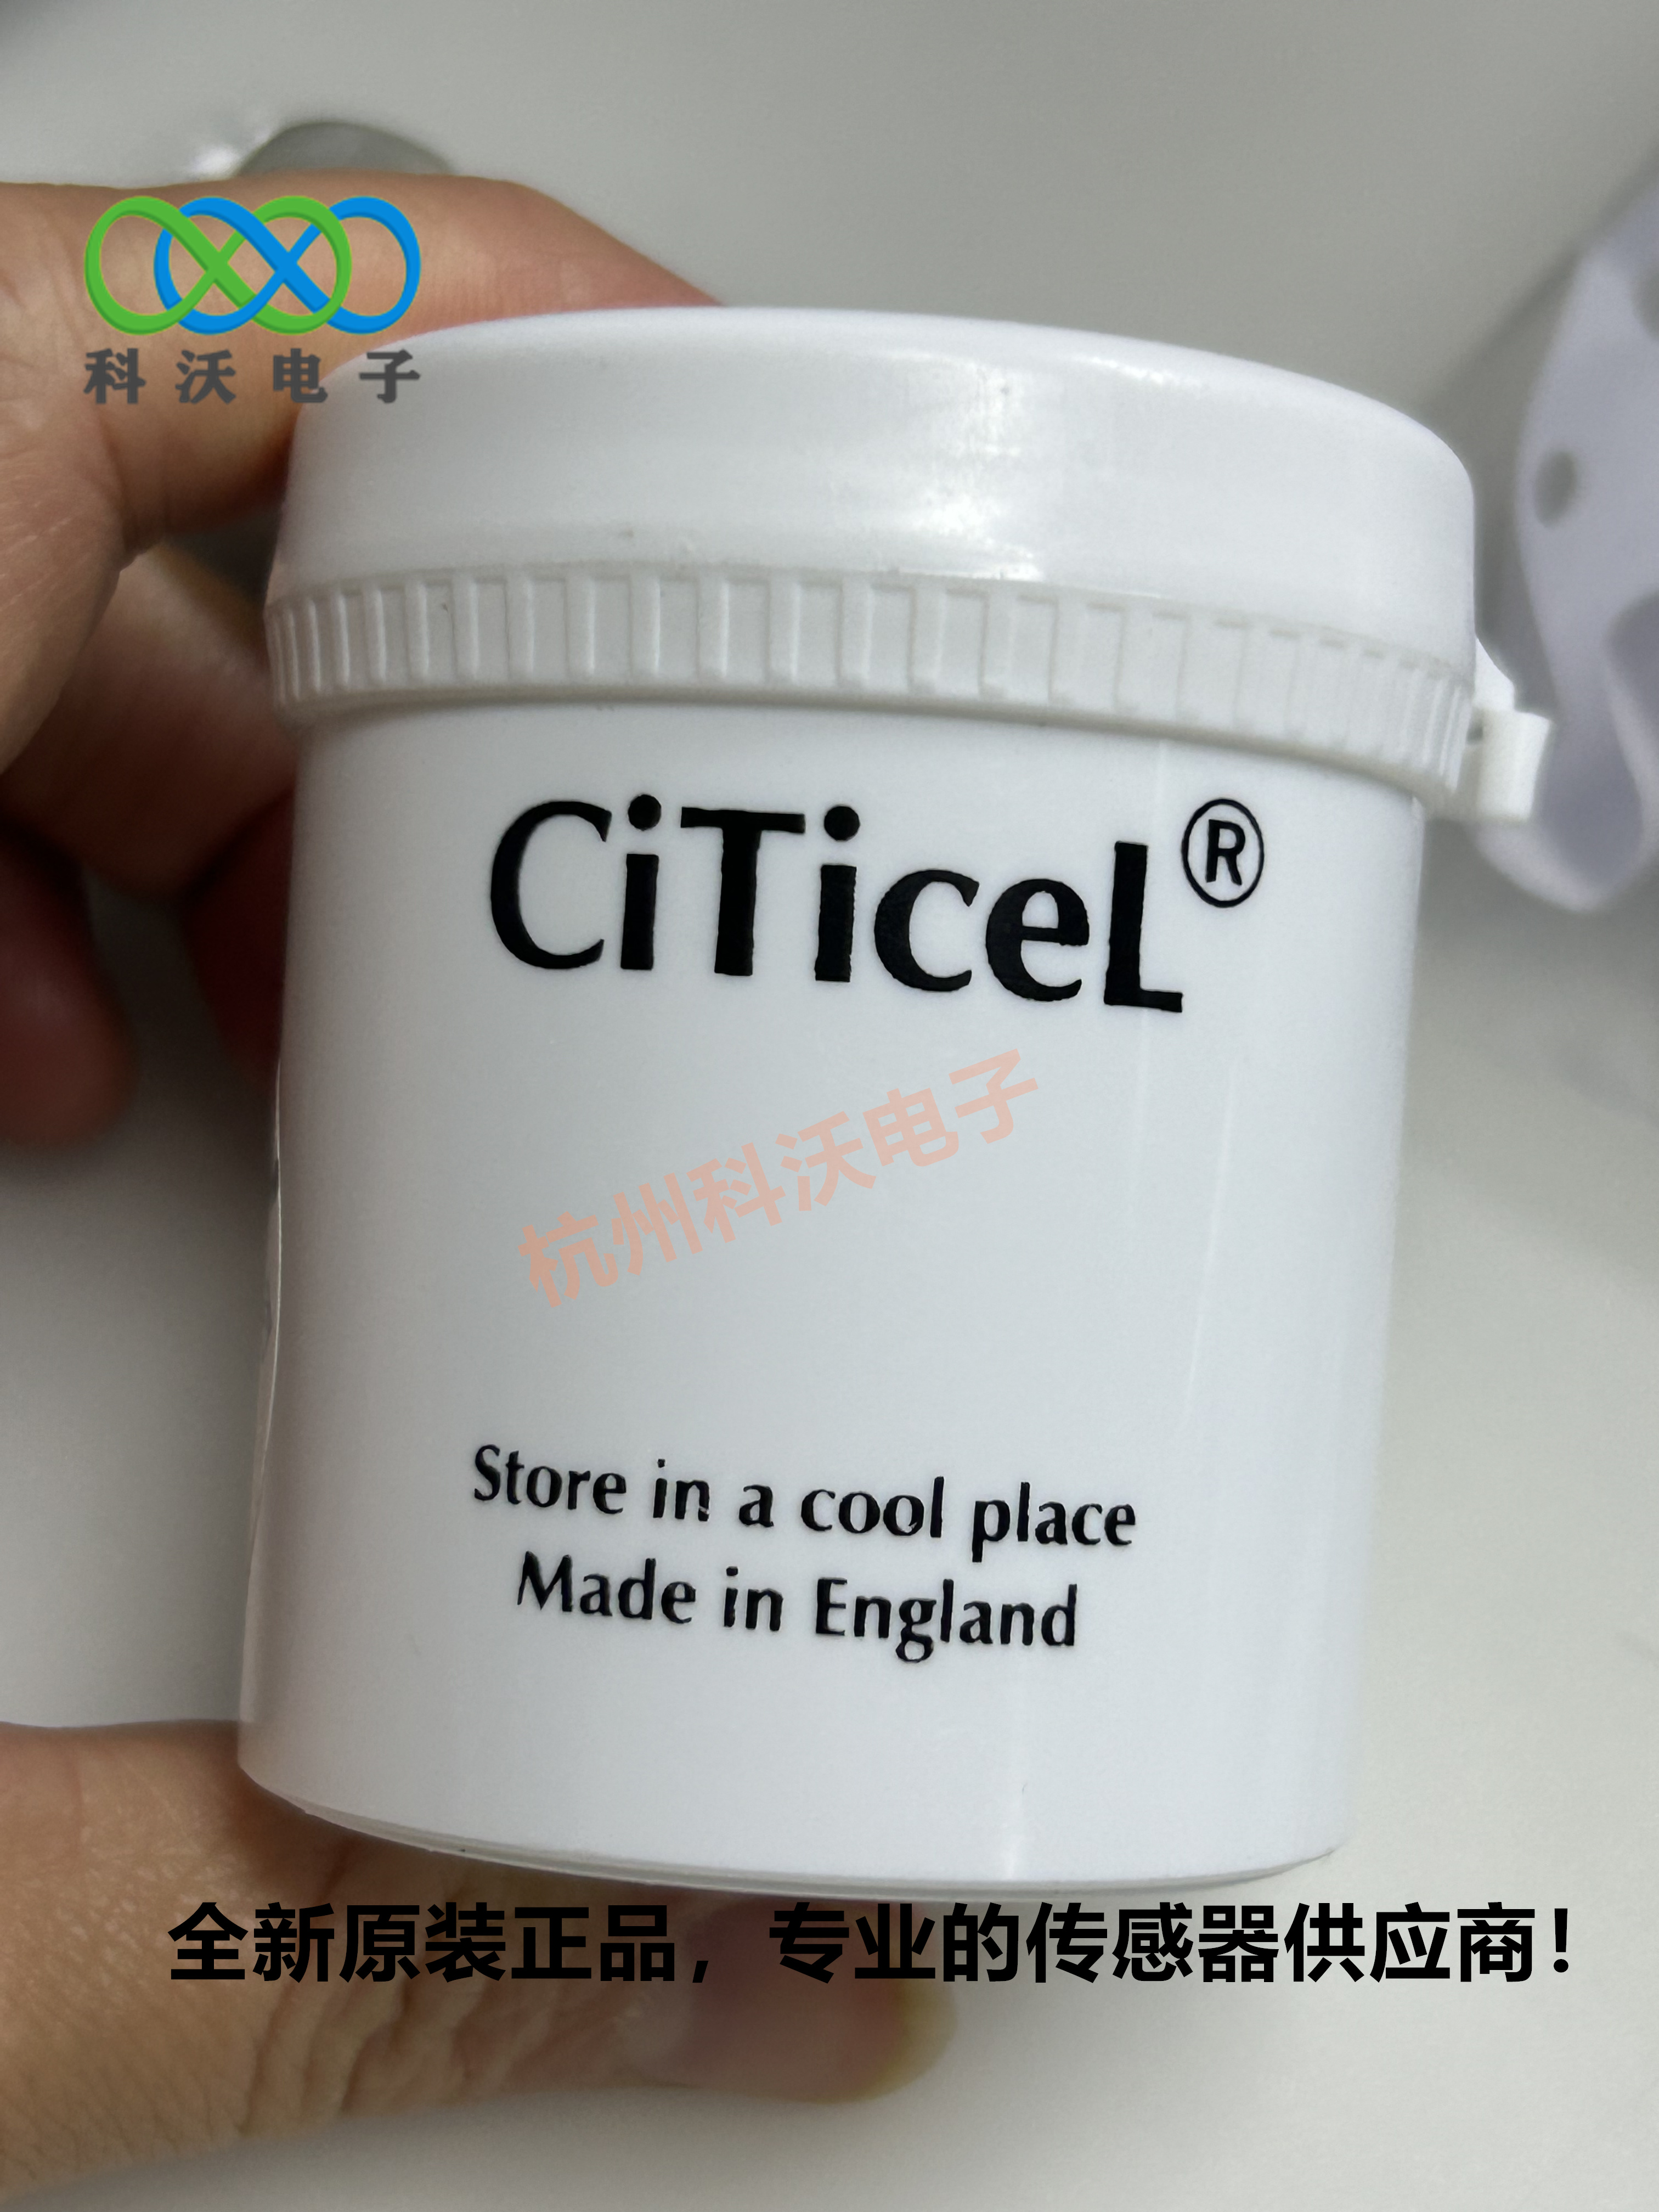 科沃电子
CiTiceL®
杭州科沃电子
Store in a cool place
Made in England
全新原装正品，专业的传感器供应商！